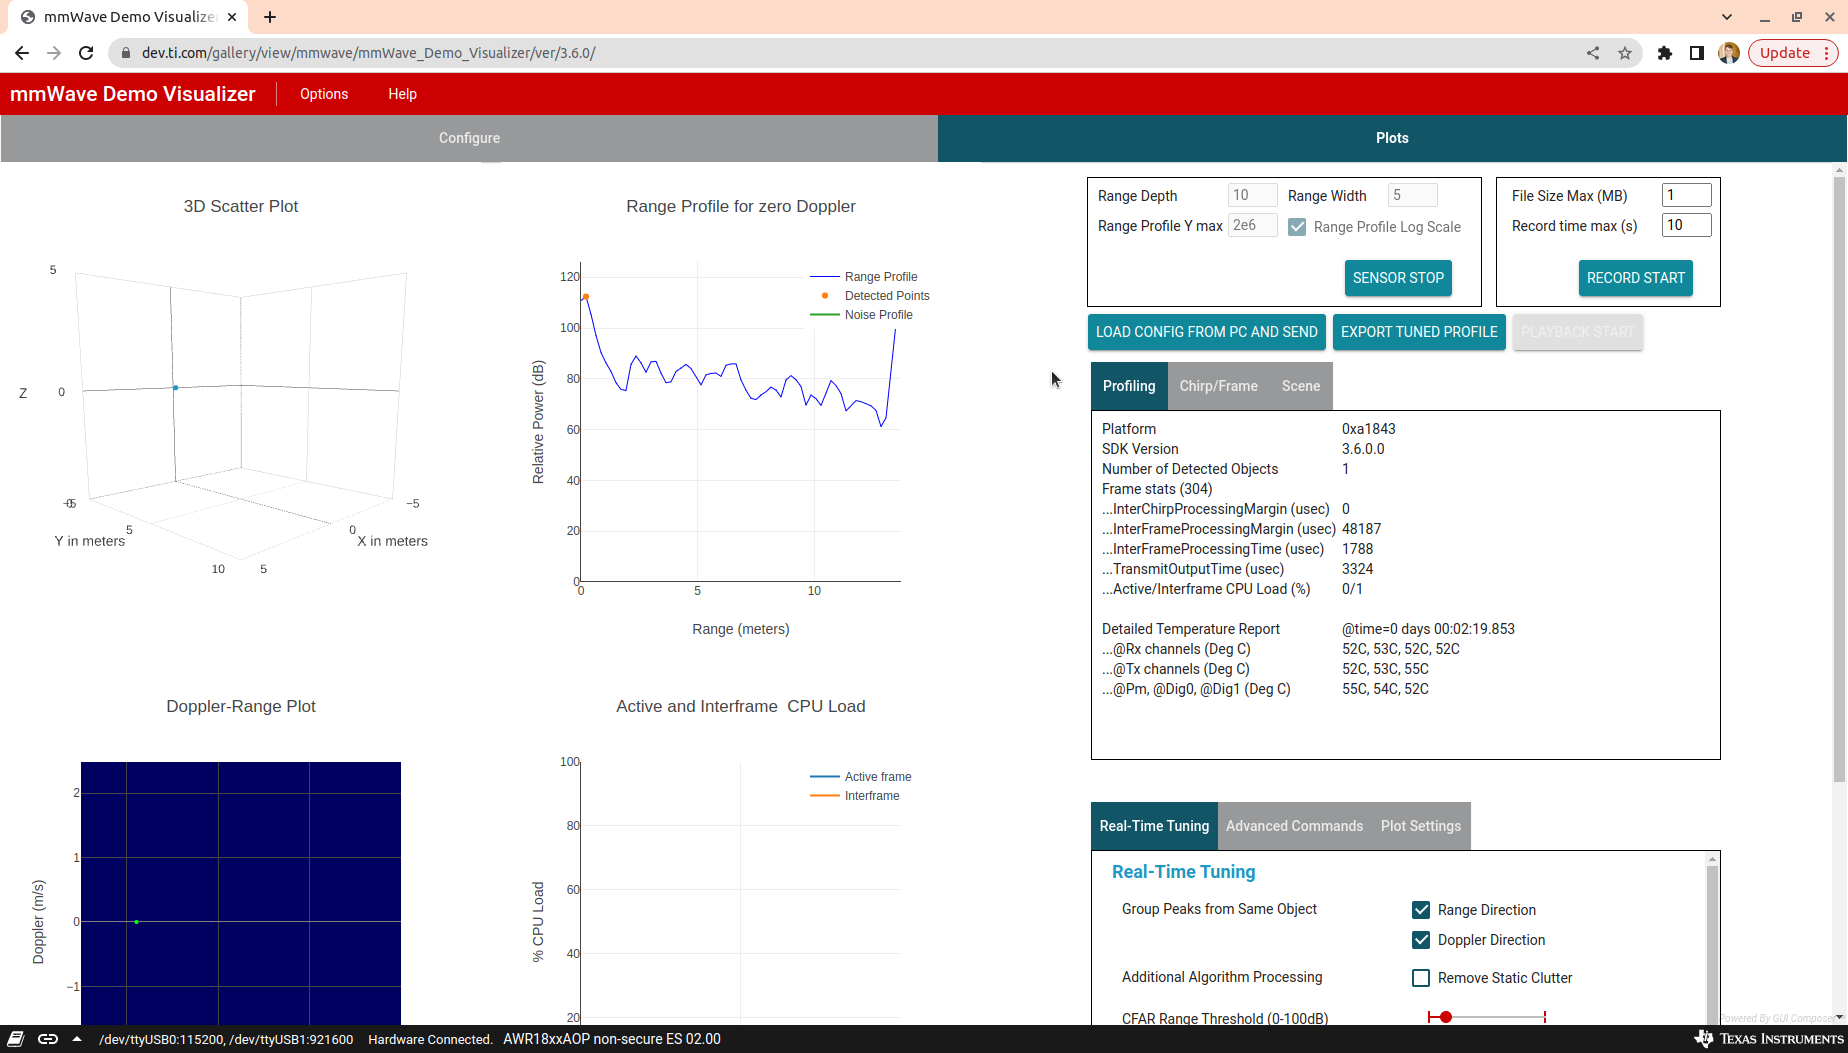 mmWave Demo Visualize
dev.ti.com/gallery/view/mmwave/mmWave_Demo_Visualizer/ver/3.6.0/
Update
mmWave Demo Visualizer
Options
Help
Configure
Plots
3D Scatter Plot
5
Z
0
5
Y in meters
10
5
0
X in meters
−5
Range Profile for zero Doppler
Range Profile
Detected Points
Noise Profile
Relative Power (dB)
120
100
80
60
40
20
0
0
5
10
Range (meters)
Doppler-Range Plot
Doppler (m/s)
2
1
0
−1
Active and Interframe CPU Load
Active frame
Interframe
% CPU Load
100
80
60
40
20
Range Depth 10 Range Width 5
Range Profile Y max 2e6 Range Profile Log Scale
SENSOR STOP
File Size Max (MB) 1
Record time max (s) 10
RECORD START
LOAD CONFIG FROM PC AND SEND
EXPORT TUNED PROFILE
PLAYBACK START
Profiling
Chirp/Frame
Scene
Platform 0xa1843
SDK Version 3.6.0.0
Number of Detected Objects 1
Frame stats (304)
...InterChirpProcessingMargin (usec) 0
...InterFrameProcessingMargin (usec) 48187
...InterFrameProcessingTime (usec) 1788
...TransmitOutputTime (usec) 3324
...Active/Interframe CPU Load (%) 0/1
Detailed Temperature Report @time=0 days 00:02:19.853
...@Rx channels (Deg C) 52C, 53C, 52C, 52C
...@Tx channels (Deg C) 52C, 53C, 55C
...@Pm, @Dig0, @Dig1 (Deg C) 55C, 54C, 52C
Real-Time Tuning
Advanced Commands
Plot Settings
Real-Time Tuning
Group Peaks from Same Object
Range Direction
Doppler Direction
Additional Algorithm Processing
Remove Static Clutter
CFAR Range Threshold (0-100dB)
Powered By GUI Composer
/dev/ttyUSB0:115200, /dev/ttyUSB1:921600
Hardware Connected.
AWR18xxAOP non-secure ES 02.00
TEXAS INSTRUMENTS